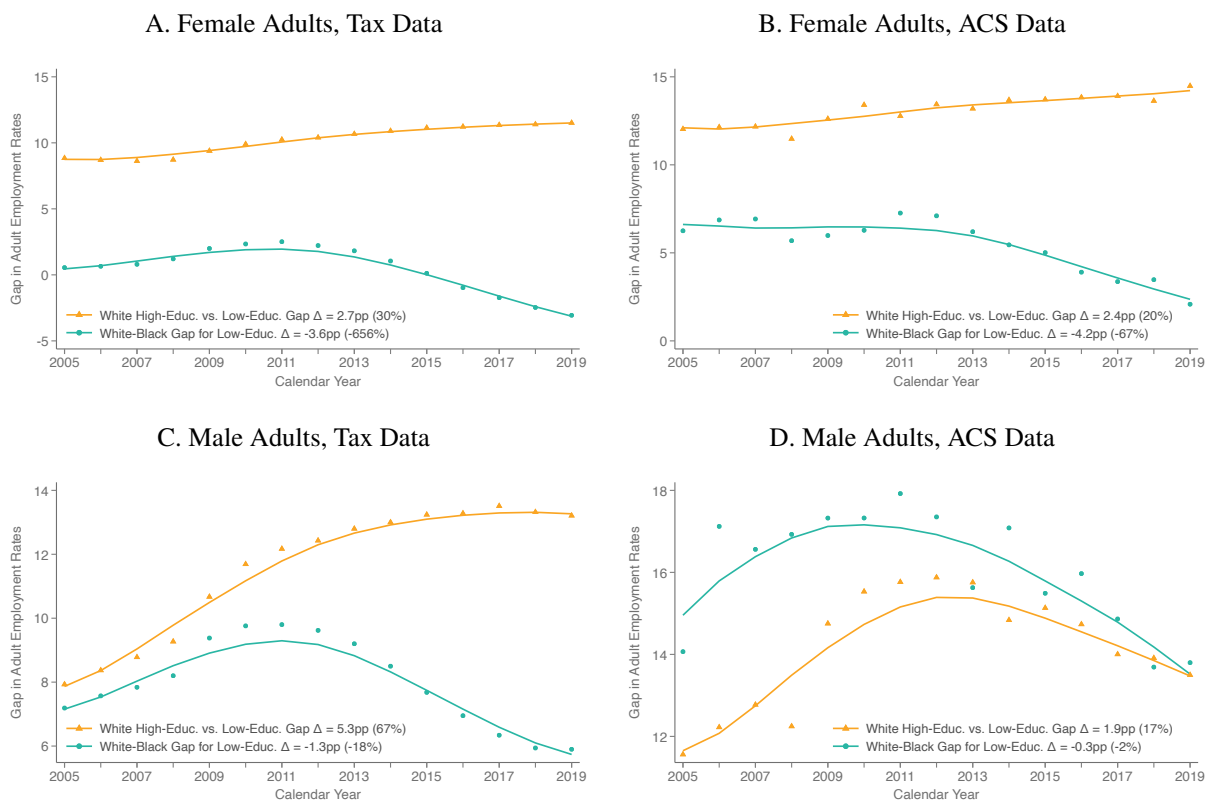 A. Female Adults, Tax Data
Gap in Adult Employment Rates
15
10
5
0
-5
White High-Educ. vs. Low-Educ. Gap Δ = 2.7pp (30%)
White-Black Gap for Low-Educ. Δ = -3.6pp (-656%)
2005 2007 2009 2011 2013 2015 2017 2019
Calendar Year
B. Female Adults, ACS Data
Gap in Adult Employment Rates
15
10
5
0
White High-Educ. vs. Low-Educ. Gap Δ = 2.4pp (20%)
White-Black Gap for Low-Educ. Δ = -4.2pp (-67%)
2005 2007 2009 2011 2013 2015 2017 2019
Calendar Year
C. Male Adults, Tax Data
Gap in Adult Employment Rates
14
12
10
8
6
White High-Educ. vs. Low-Educ. Gap Δ = 5.3pp (67%)
White-Black Gap for Low-Educ. Δ = -1.3pp (-18%)
2005 2007 2009 2011 2013 2015 2017 2019
Calendar Year
D. Male Adults, ACS Data
Gap in Adult Employment Rates
18
16
14
12
White High-Educ. vs. Low-Educ. Gap Δ = 1.9pp (17%)
White-Black Gap for Low-Educ. Δ = -0.3pp (-2%)
2005 2007 2009 2011 2013 2015 2017 2019
Calendar Year